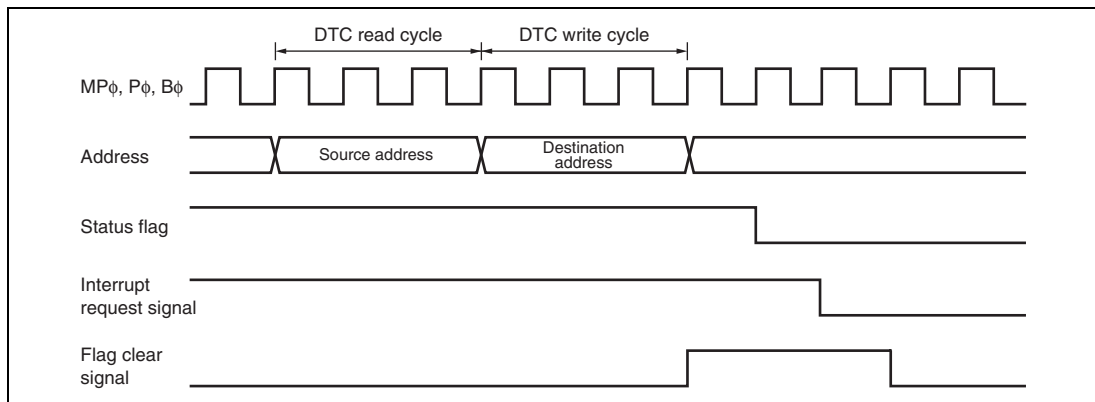 DTC read cycle
DTC write cycle
MPϕ, Pϕ, Bϕ
Address
Source address
Destination
address
Status flag
Interrupt
request signal
Flag clear
signal